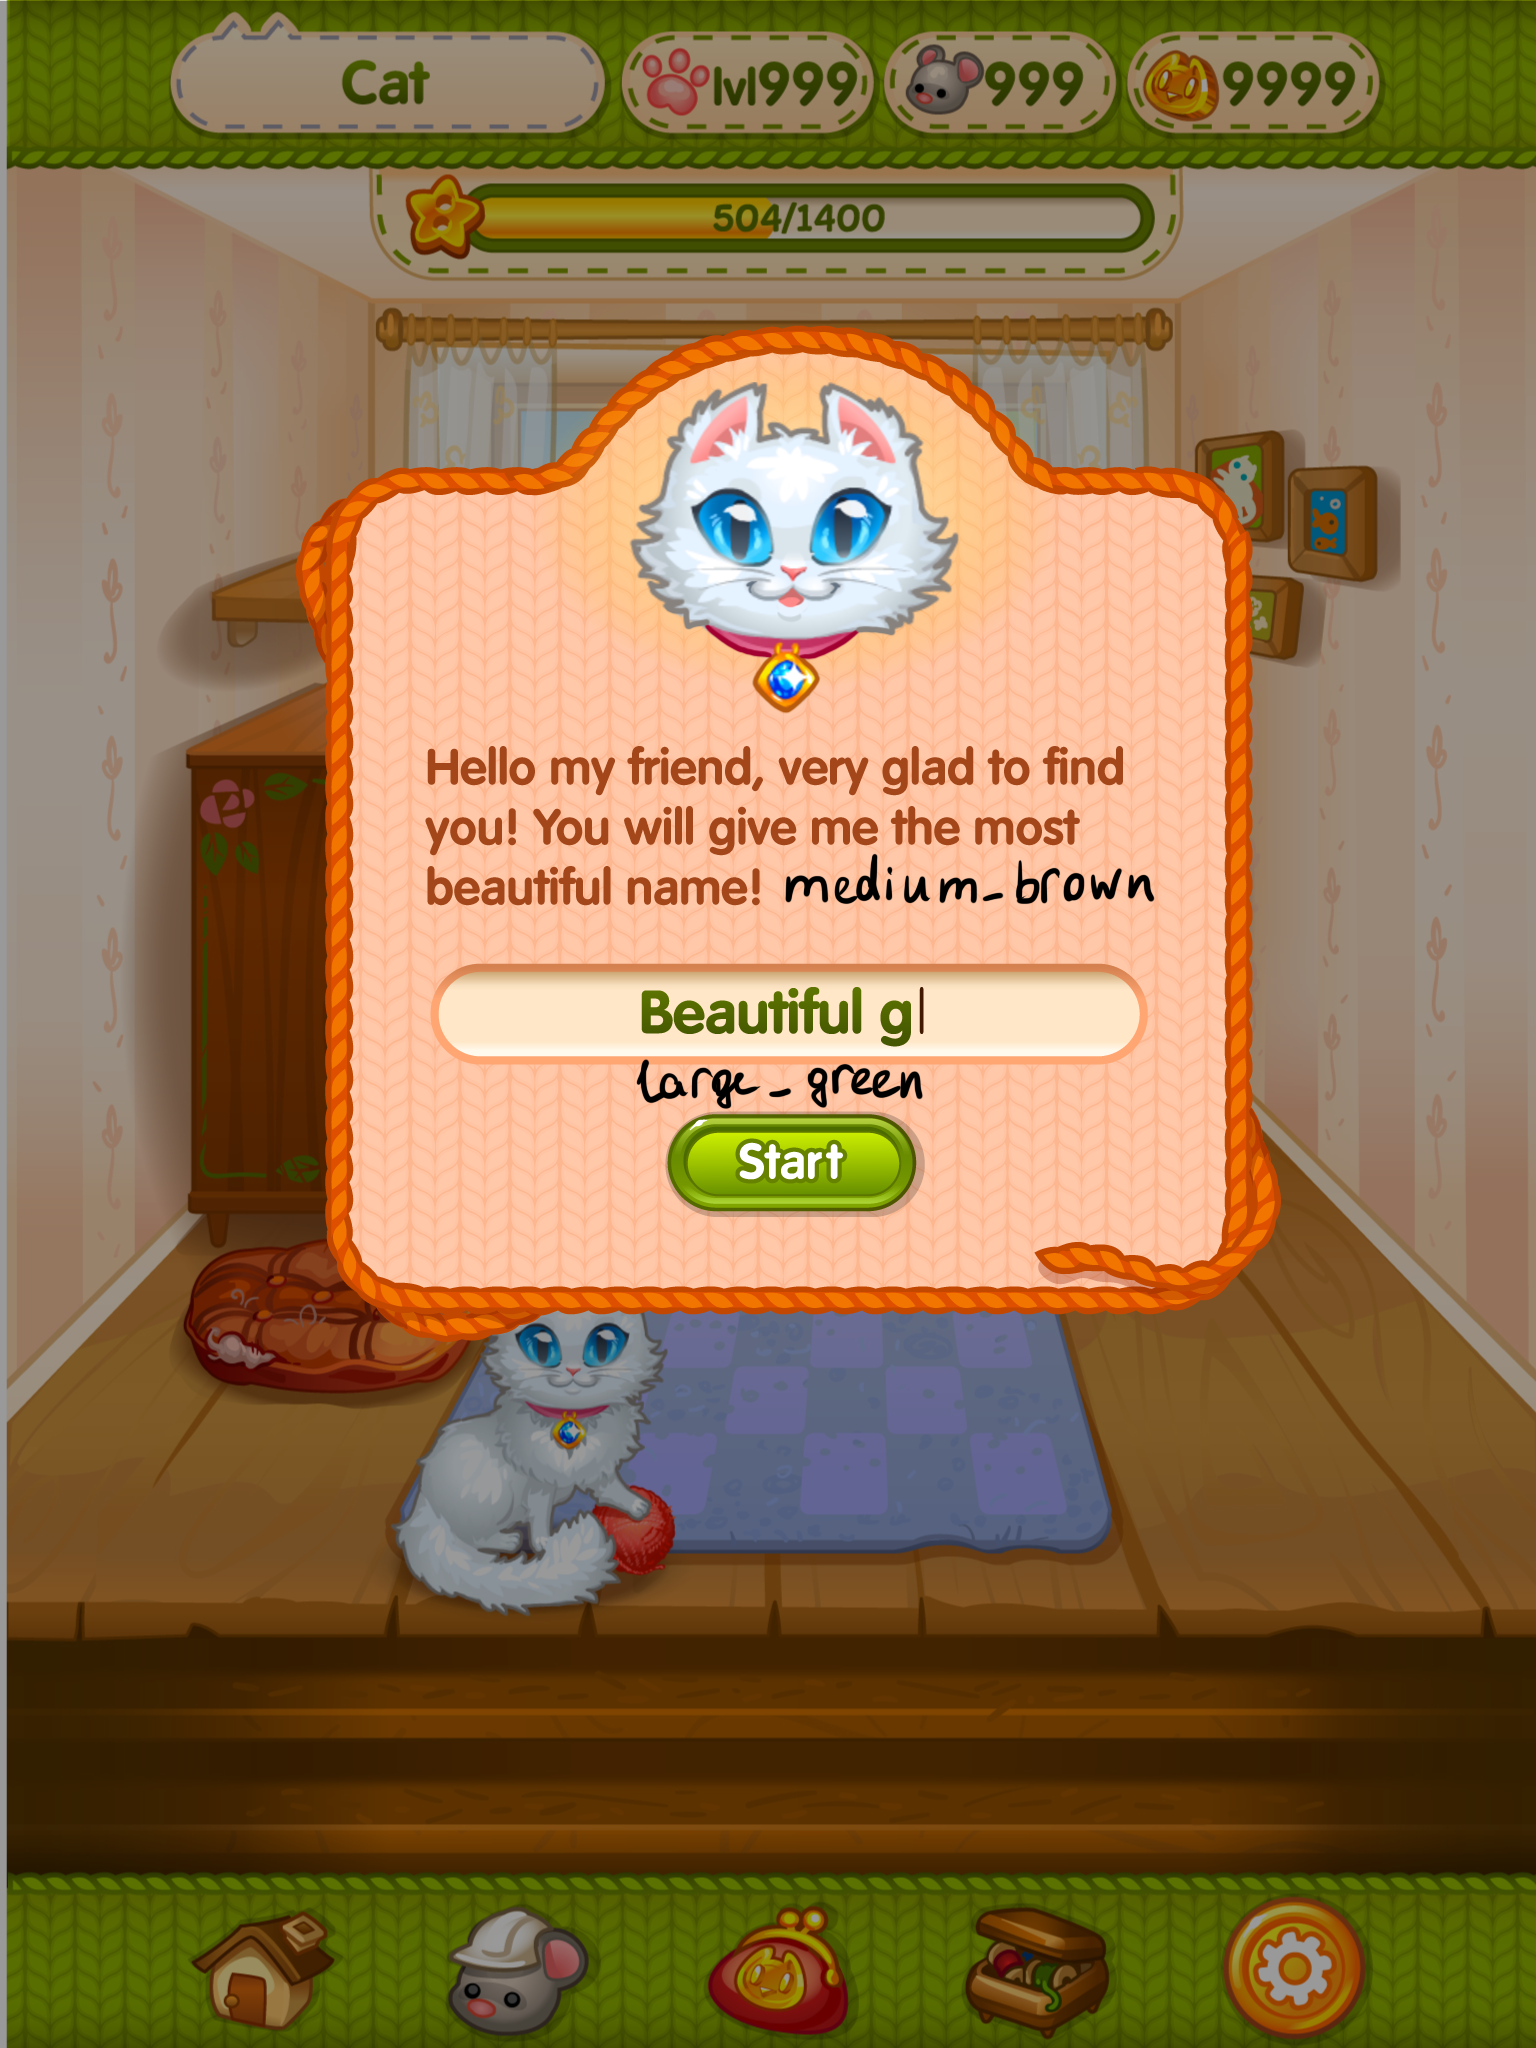 Cat lvl999 999 9999
504/1400
Hello my friend, very glad to find
you! You will give me the most
beautiful name! medium_brown
Beautiful g
large_green
Start